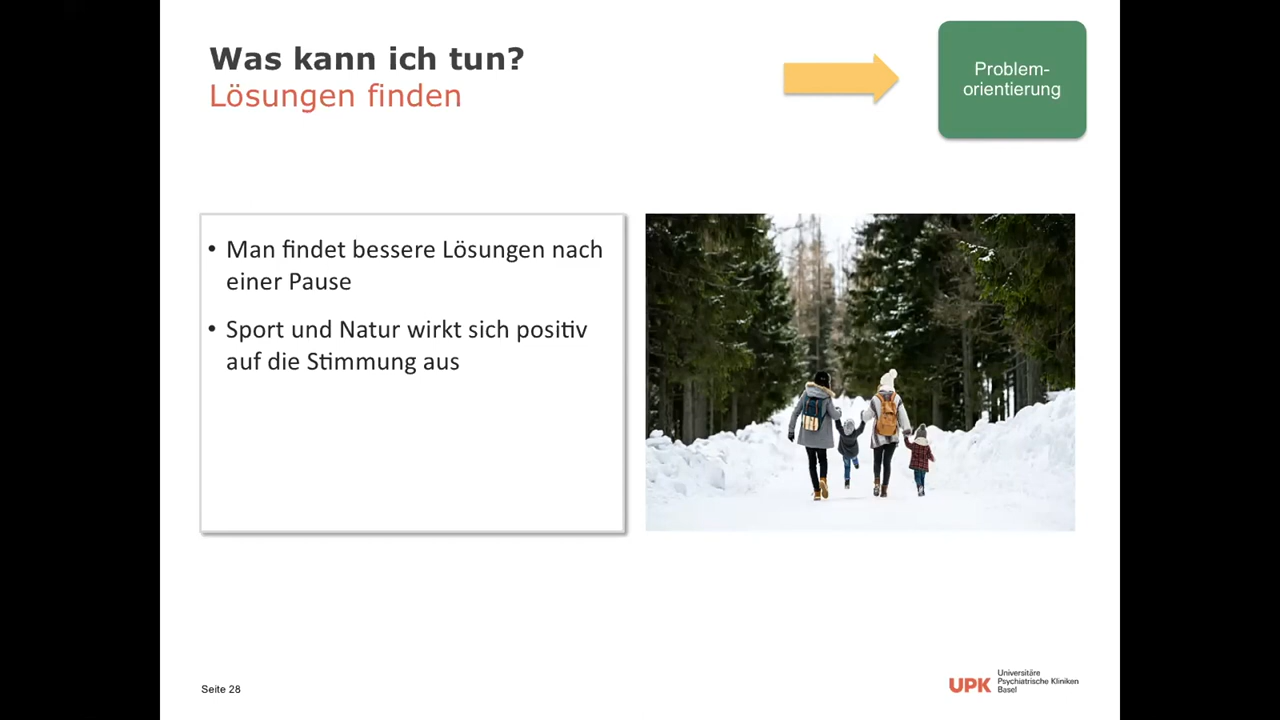 Was kann ich tun?
Lösungen finden
Problem-
orientierung
• Man findet bessere Lösungen nach
einer Pause
• Sport und Natur wirkt sich positiv
auf die Stimmung aus
Seite 28
UPK
Universitäre
Psychiatrische Kliniken
Basel